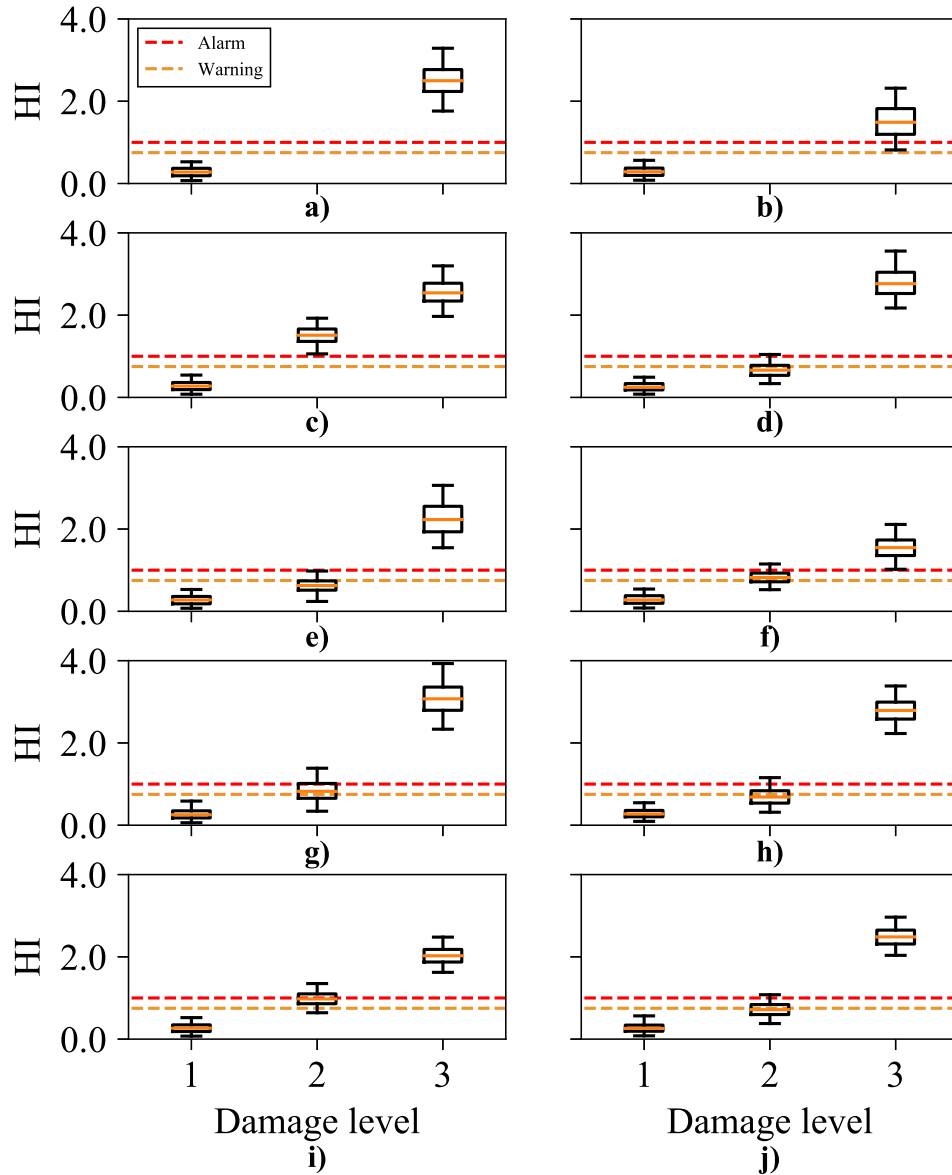 4.0
Alarm
Warning
HI
2.0
0.0
a)
b)
4.0
HI
2.0
0.0
c)
d)
4.0
HI
2.0
0.0
e)
f)
4.0
HI
2.0
0.0
g)
h)
4.0
HI
2.0
0.0
1 2 3
1 2 3
Damage level
Damage level
i)
j)